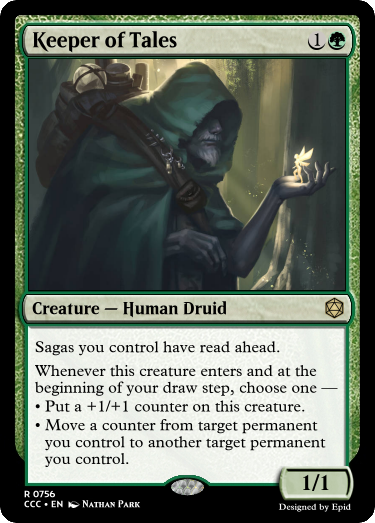 Keeper of Tales 1
Creature — Human Druid
Sagas you control have read ahead.
Whenever this creature enters and at the
beginning of your draw step, choose one —
• Put a +1/+1 counter on this creature.
• Move a counter from target permanent
you control to another target permanent
you control.
1/1
R 0756
CCC • EN Nathan Park
Designed by Epid